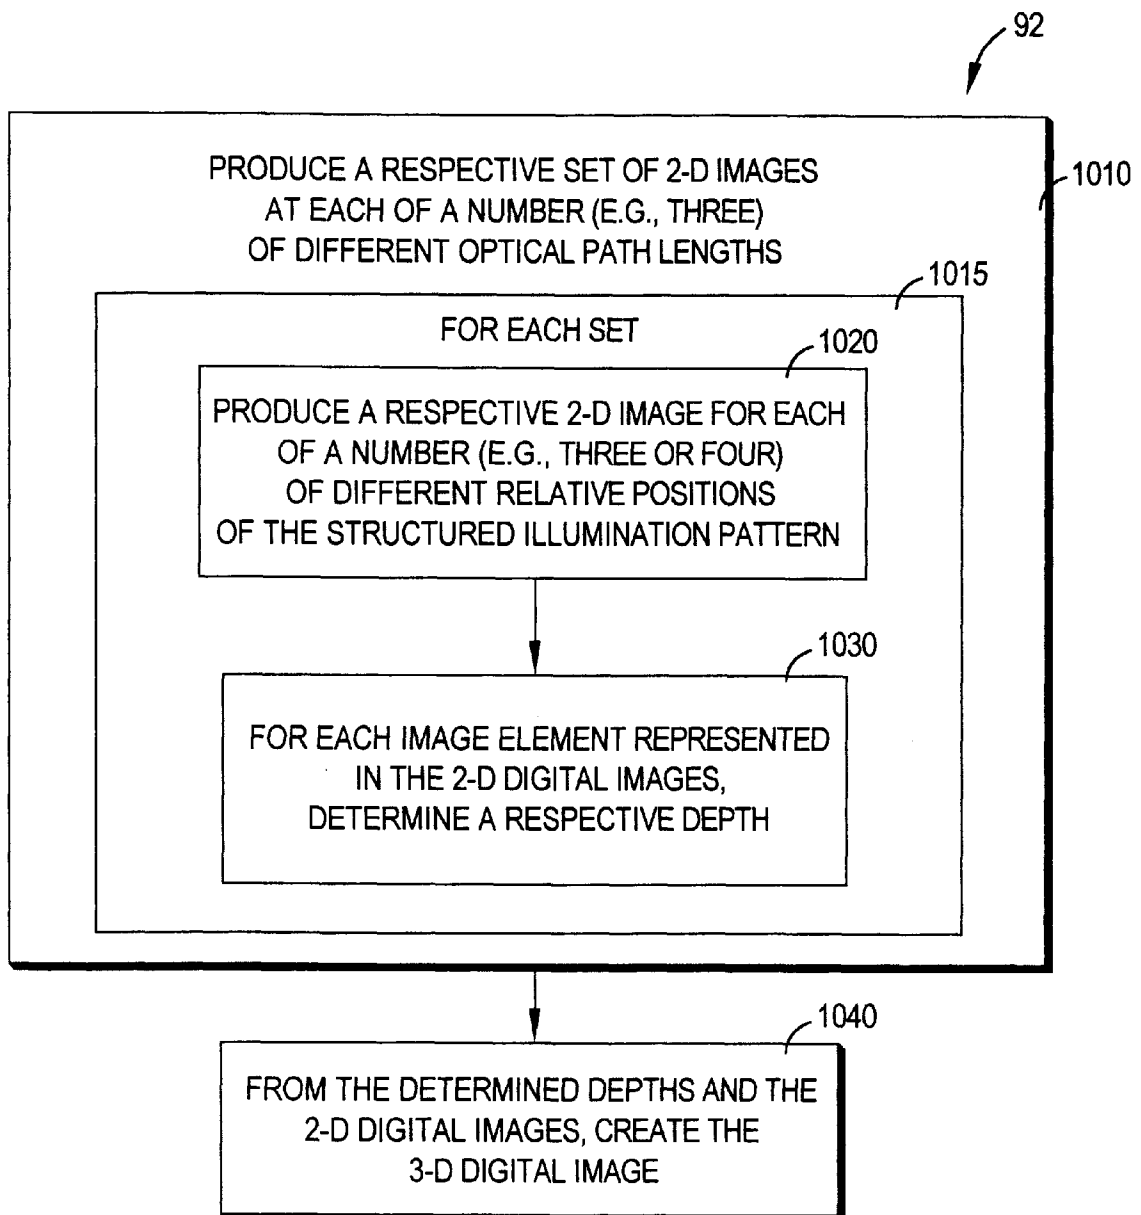 92
1010
PRODUCE A RESPECTIVE SET OF 2-D IMAGES
AT EACH OF A NUMBER (E.G., THREE)
OF DIFFERENT OPTICAL PATH LENGTHS
1015
FOR EACH SET
1020
PRODUCE A RESPECTIVE 2-D IMAGE FOR EACH
OF A NUMBER (E.G., THREE OR FOUR)
OF DIFFERENT RELATIVE POSITIONS
OF THE STRUCTURED ILLUMINATION PATTERN
1030
FOR EACH IMAGE ELEMENT REPRESENTED
IN THE 2-D DIGITAL IMAGES,
DETERMINE A RESPECTIVE DEPTH
1040
FROM THE DETERMINED DEPTHS AND THE
2-D DIGITAL IMAGES, CREATE THE
3-D DIGITAL IMAGE